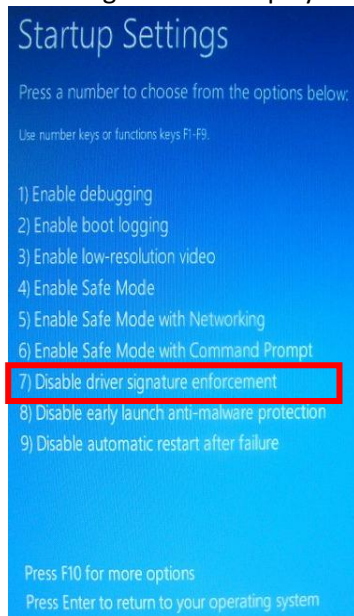 Startup Settings
Press a number to choose from the options below:
Use number keys or functions keys F1-F9.
1) Enable debugging
2) Enable boot logging
3) Enable low-resolution video
4) Enable Safe Mode
5) Enable Safe Mode with Networking
6) Enable Safe Mode with Command Prompt
7) Disable driver signature enforcement
8) Disable early launch anti-malware protection
9) Disable automatic restart after failure
Press F10 for more options
Press Enter to return to your operating system